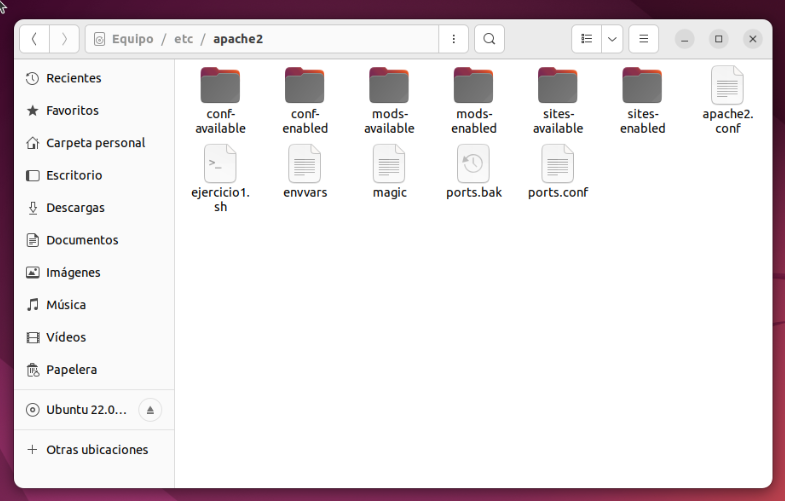 Equipo / etc / apache2
Recientes
Favoritos
Carpeta personal
Escritorio
Descargas
Documentos
Imágenes
Música
Vídeos
Papelera
Ubuntu 22.0...
Otras ubicaciones
conf-
available
conf-
enabled
mods-
available
mods-
enabled
sites-
available
sites-
enabled
apache2.
conf
>_
ejercicio1.
sh
envvars
magic
ports.bak
ports.conf